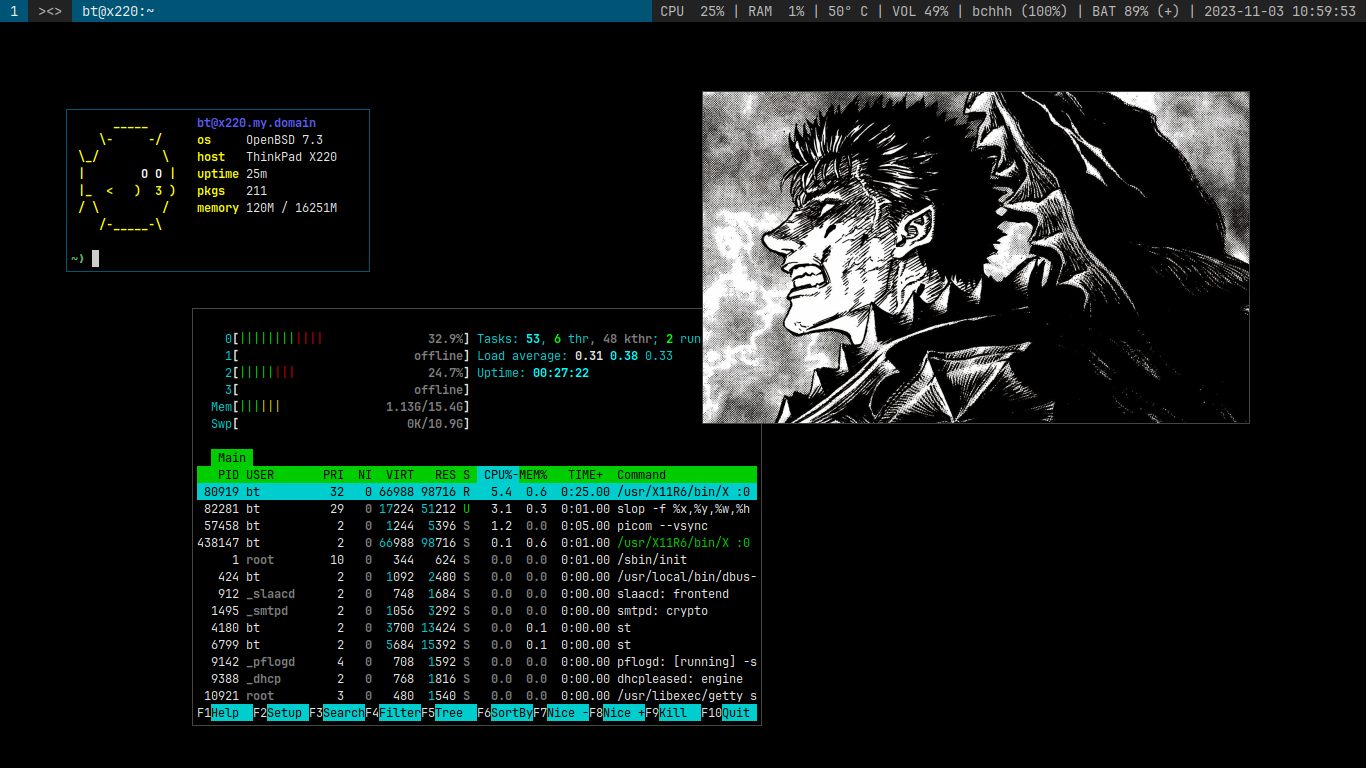 1 ><> bt@x220:~ CPU 25% | RAM 1% | 50° C | VOL 49% | bchhh (100%) | BAT 89% (+) | 2023-11-03 10:59:53
bt@x220.my.domain
os OpenBSD 7.3
host ThinkPad X220
uptime 25m
pkgs 211
memory 120M / 16251M
~)
0[|||||||||||| 32.9%] Tasks: 53, 6 thr, 48 kthr; 2 run
1[ offline] Load average: 0.31 0.38 0.33
2[|||||||| 24.7%] Uptime: 00:27:22
3[ offline]
Mem[|||||| 1.13G/15.4G]
Swp[ 0K/10.9G]
Main
PID USER PRI NI VIRT RES S CPU%-MEM% TIME+ Command
80919 bt 32 0 66988 98716 R 5.4 0.6 0:25.00 /usr/X11R6/bin/X :0
82281 bt 29 0 17224 51212 U 3.1 0.3 0:01.00 slop -f %x,%y,%w,%h
57458 bt 2 0 1244 5396 S 1.2 0.0 0:05.00 picom --vsync
438147 bt 2 0 66988 98716 S 0.1 0.6 0:01.00 /usr/X11R6/bin/X :0
1 root 10 0 344 624 S 0.0 0.0 0:01.00 /sbin/init
424 bt 2 0 1092 2480 S 0.0 0.0 0:00.00 /usr/local/bin/dbus-
912 _slaacd 2 0 748 1684 S 0.0 0.0 0:00.00 slaacd: frontend
1495 _smtpd 2 0 1056 3292 S 0.0 0.0 0:00.00 smtpd: crypto
4180 bt 2 0 3700 13424 S 0.0 0.1 0:00.00 st
6799 bt 2 0 5684 15392 S 0.0 0.1 0:00.00 st
9142 _pflogd 4 0 708 1592 S 0.0 0.0 0:00.00 pflogd: [running] -s
9388 _dhcp 2 0 768 1816 S 0.0 0.0 0:00.00 dhcpleased: engine
10921 root 3 0 480 1540 S 0.0 0.0 0:00.00 /usr/libexec/getty s
F1Help F2Setup F3SearchF4FilterF5Tree F6SortByF7Nice -F8Nice +F9Kill F10Quit